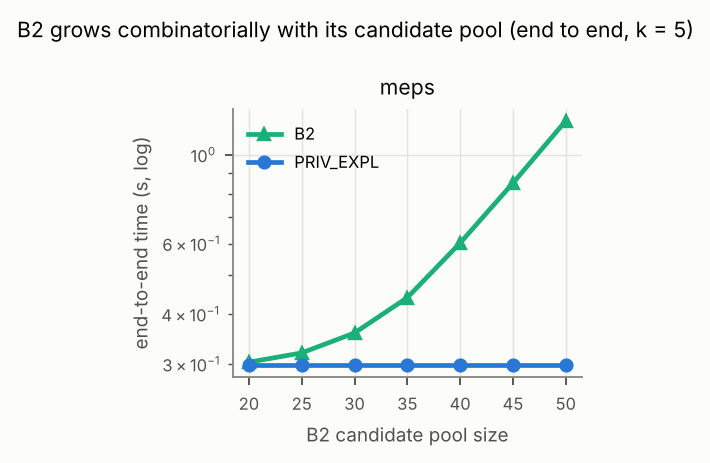 B2 grows combinatorially with its candidate pool (end to end, k = 5)
meps
B2
PRIV_EXPL
end-to-end time (s, log)
10⁰
6 × 10⁻¹
4 × 10⁻¹
3 × 10⁻¹
20 25 30 35 40 45 50
B2 candidate pool size